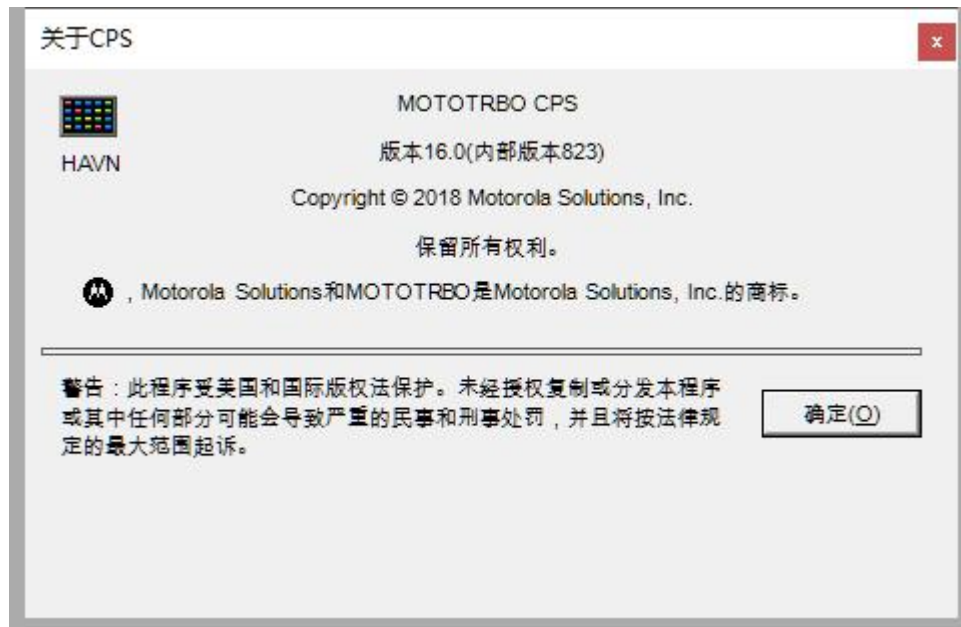 关于CPS
x
MOTOTRBO CPS
HAVN
版本16.0(内部版本823)
Copyright © 2018 Motorola Solutions, Inc.
保留所有权利。
, Motorola Solutions和MOTOTRBO是Motorola Solutions, Inc.的商标。
警告：此程序受美国和国际版权法保护。未经授权复制或分发本程序
或其中任何部分可能会导致严重的民事和刑事处罚，并且将按法律规
定的最大范围起诉。
确定(O)